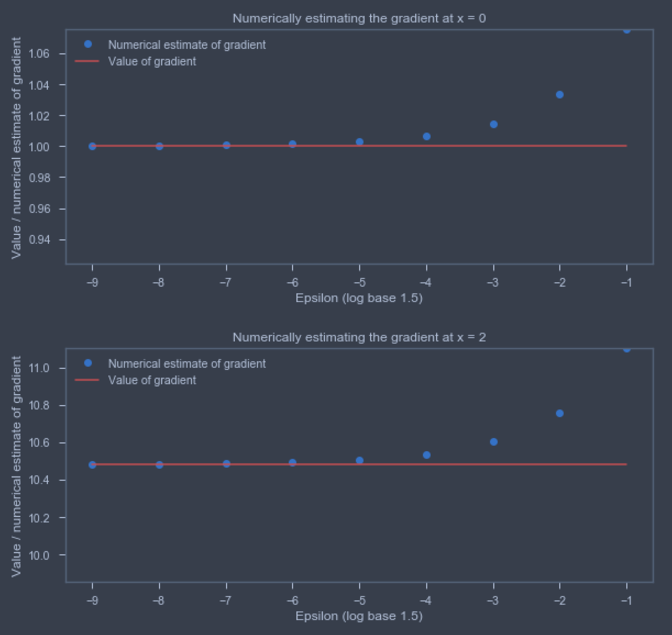 Numerically estimating the gradient at x = 0
Value / numerical estimate of gradient
Numerical estimate of gradient
Value of gradient
1.06
1.04
1.02
1.00
0.98
0.96
0.94
−9 −8 −7 −6 −5 −4 −3 −2 −1
Epsilon (log base 1.5)
Numerically estimating the gradient at x = 2
Value / numerical estimate of gradient
Numerical estimate of gradient
Value of gradient
11.0
10.8
10.6
10.4
10.2
10.0
−9 −8 −7 −6 −5 −4 −3 −2 −1
Epsilon (log base 1.5)